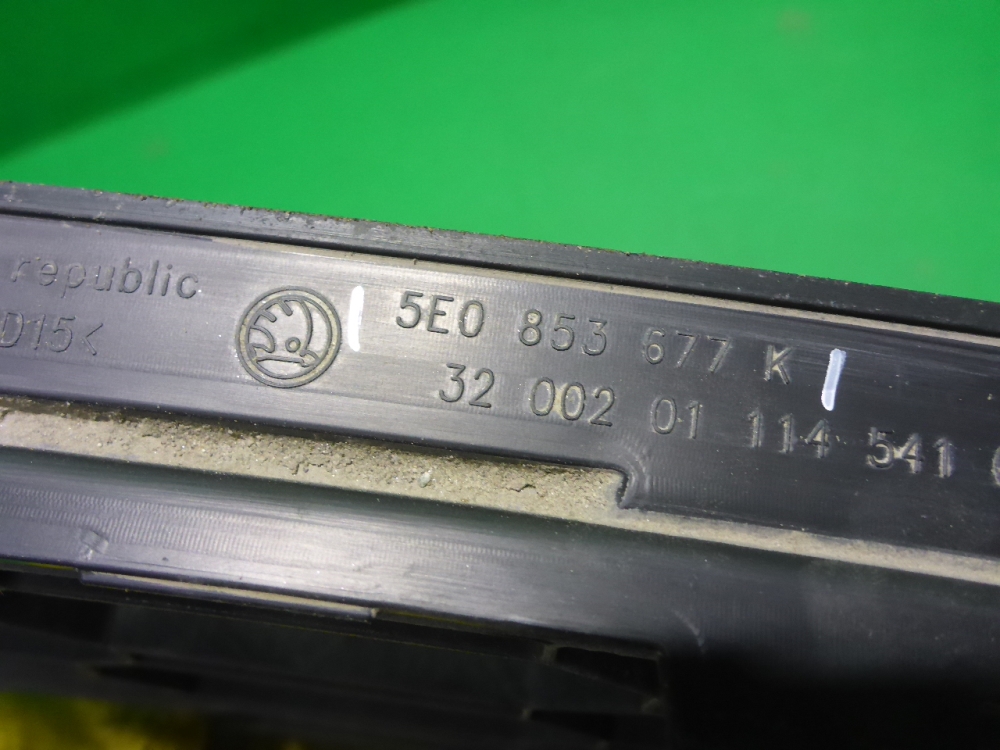 republic
D15<
5E0 853 677 K
32 002 01 114 541